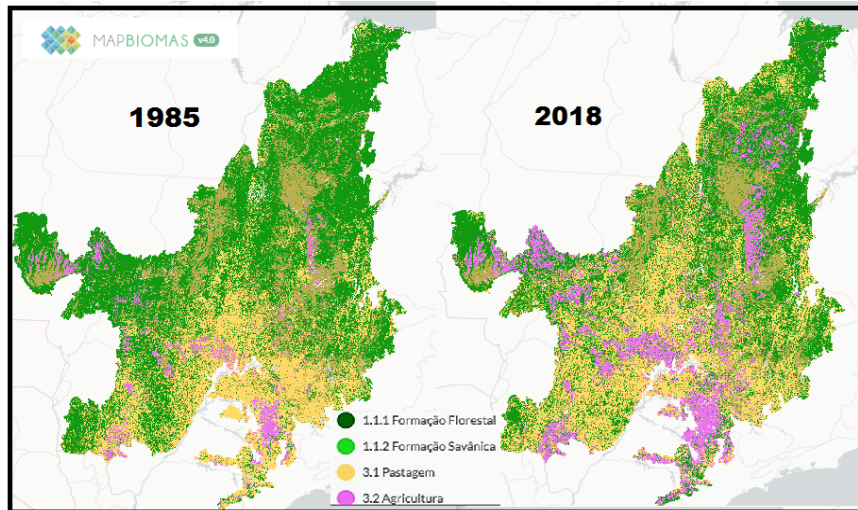 MAPBIOMAS v4.0
1985
2018
1.1.1 Formação Florestal
1.1.2 Formação Savânica
3.1 Pastagem
3.2 Agricultura